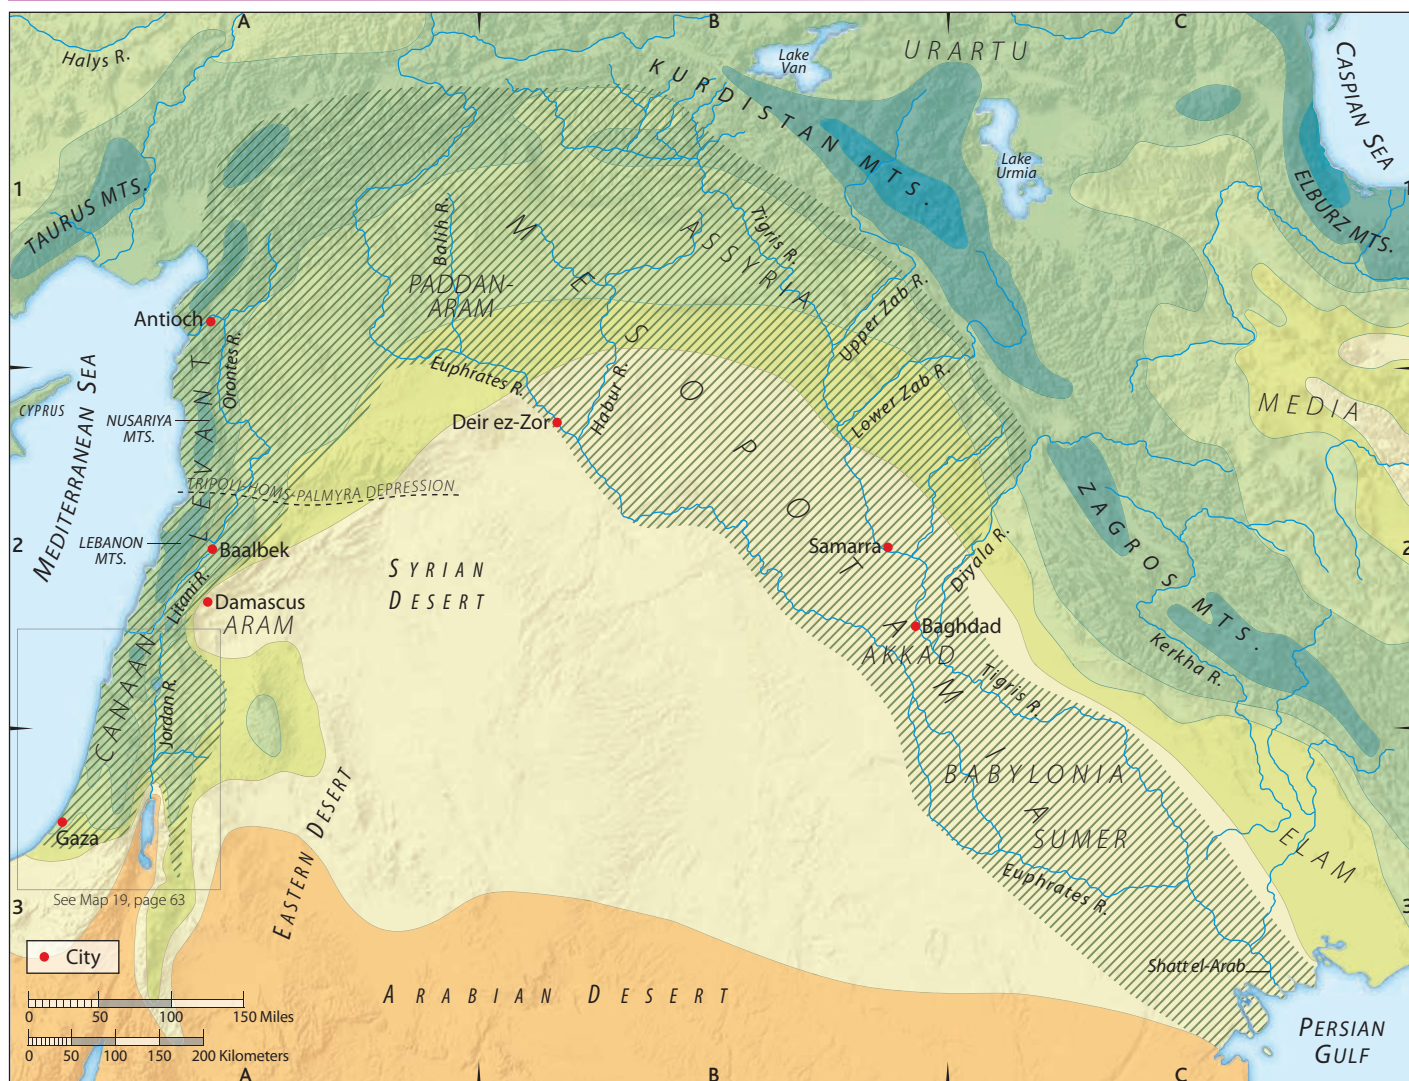 A
B
C
Halys R.
KURDISTAN MTS.
Lake
Van
URARTU
CASPIAN SEA
Lake
Urmia
1
1
TAURUS MTS.
ELBURZ MTS.
Balih R.
MESOPOTAMIA
ASSYRIA
Tigris R.
PADDAN-
ARAM
Upper Zab R.
Antioch
Orontes R.
LEVANT
Euphrates R.
Habur R.
Lower Zab R.
MEDITERRANEAN SEA
CYPRUS
NUSARIYA
MTS.
Deir ez-Zor
MEDIA
TRIPOLI-HOMS-PALMYRA DEPRESSION
ZAGROS MTS.
2
2
LEBANON
MTS.
Baalbek
Samarra
Diyala R.
SYRIAN
DESERT
Litani R.
Damascus
ARAM
Baghdad
AKKAD
Kerkha R.
Tigris R.
CANAAN
Jordan R.
BABYLONIA
SUMER
Gaza
EASTERN DESERT
ELAM
Euphrates R.
See Map 19, page 63
3
3
City
Shatt el-Arab
ARABIAN DESERT
0 50 100 150 Miles
0 50 100 150 200 Kilometers
PERSIAN
GULF
A
B
C